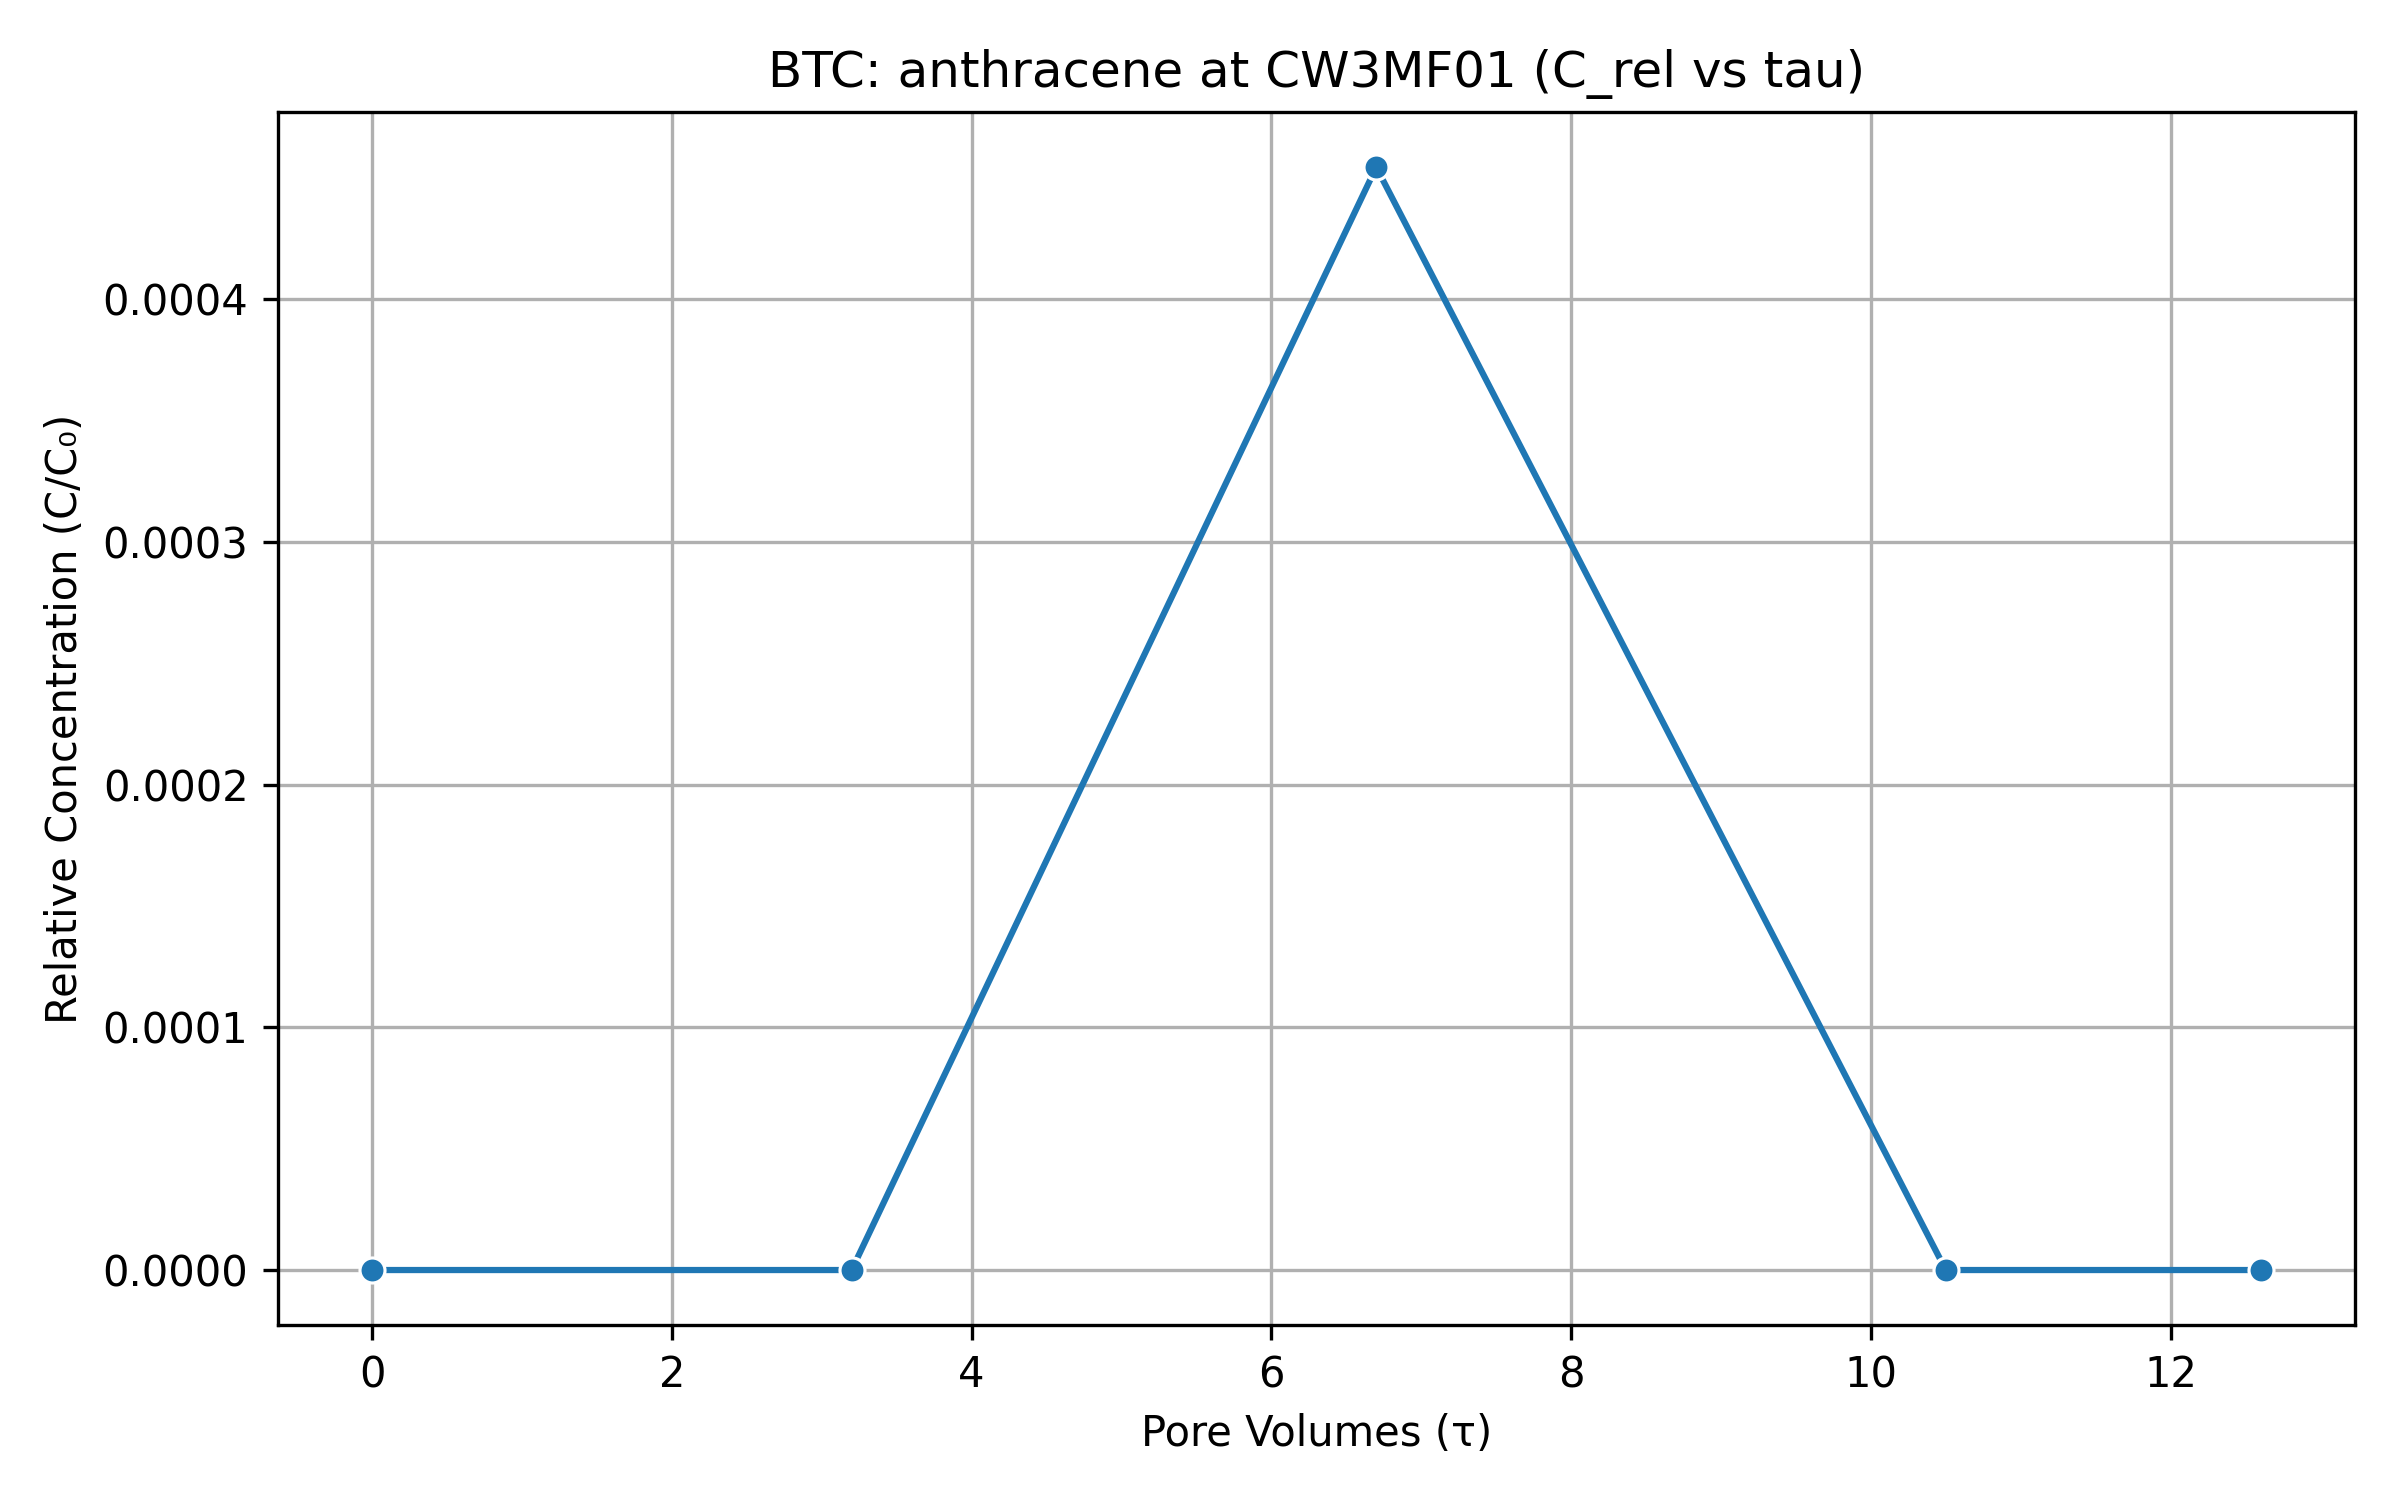 BTC: anthracene at CW3MF01 (C_rel vs tau)
Relative Concentration (C/C₀)
0.0004
0.0003
0.0002
0.0001
0.0000
0 2 4 6 8 10 12
Pore Volumes (τ)